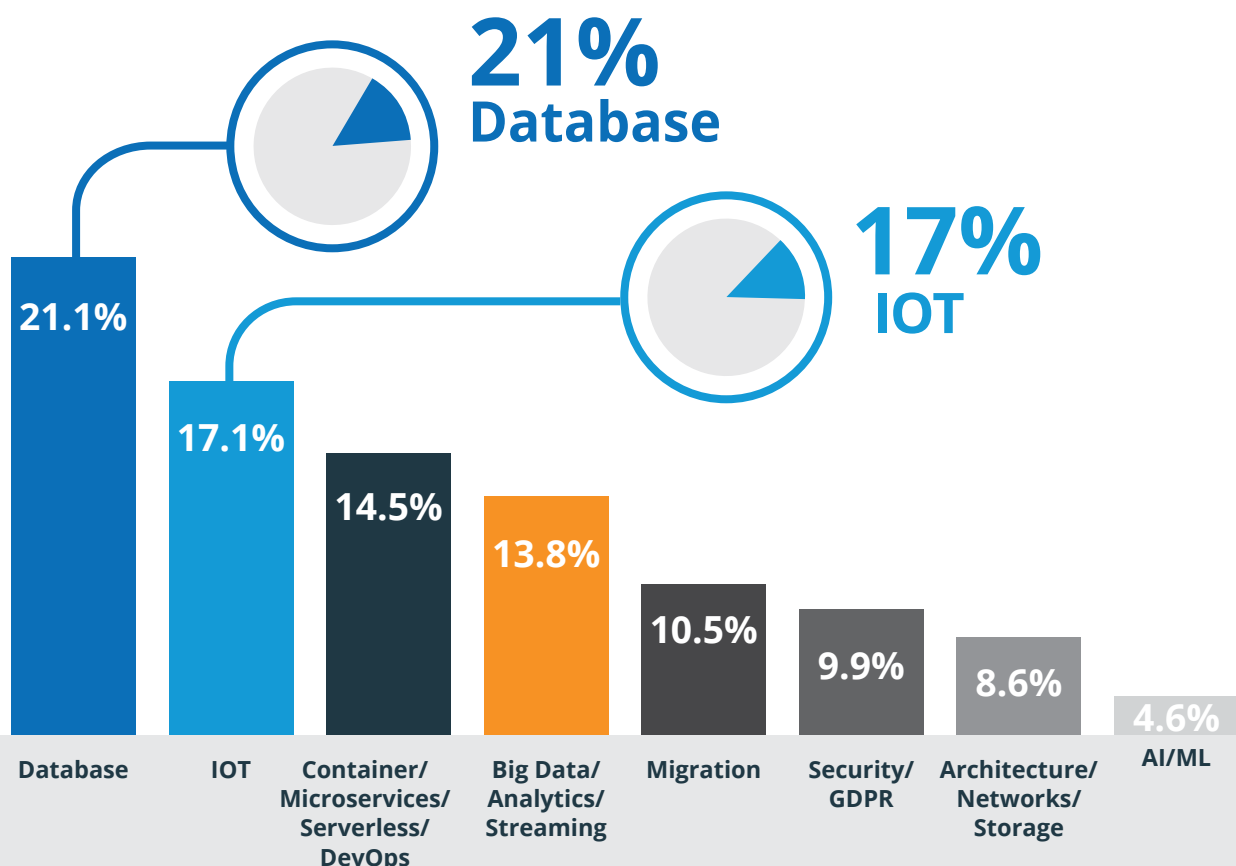 21%
Database
17%
IOT
21.1%
17.1%
14.5%
13.8%
10.5%
9.9%
8.6%
4.6%
Database
IOT
Container/
Microservices/
Serverless/
DevOps
Big Data/
Analytics/
Streaming
Migration
Security/
GDPR
Architecture/
Networks/
Storage
AI/ML